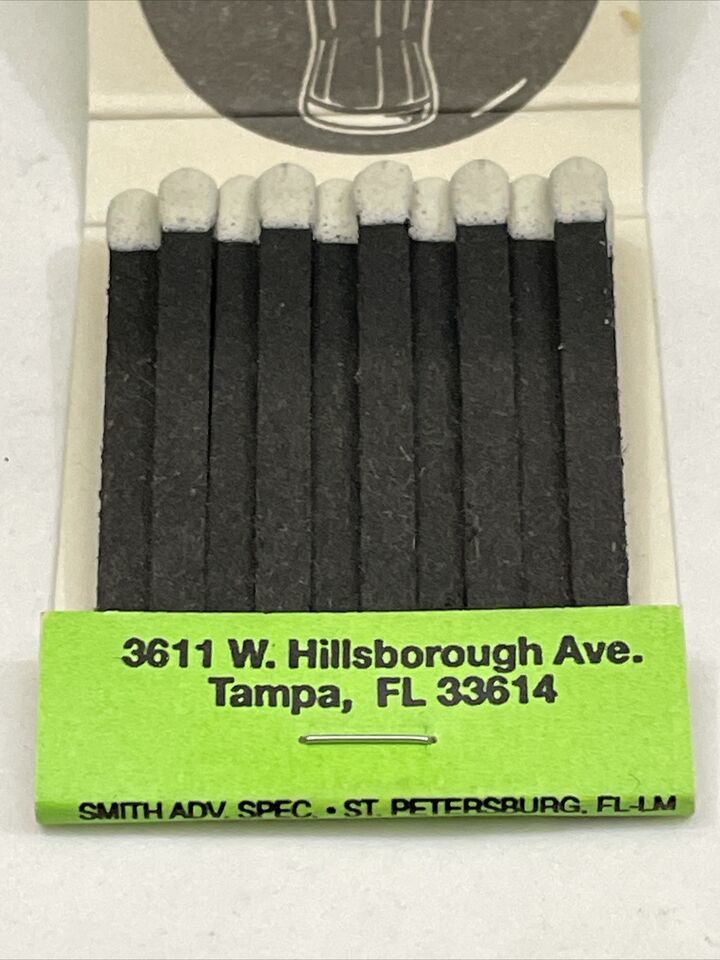 3611 W. Hillsborough Ave.
Tampa, FL 33614
SMITH ADV. SPEC. • ST. PETERSBURG, FL-LM